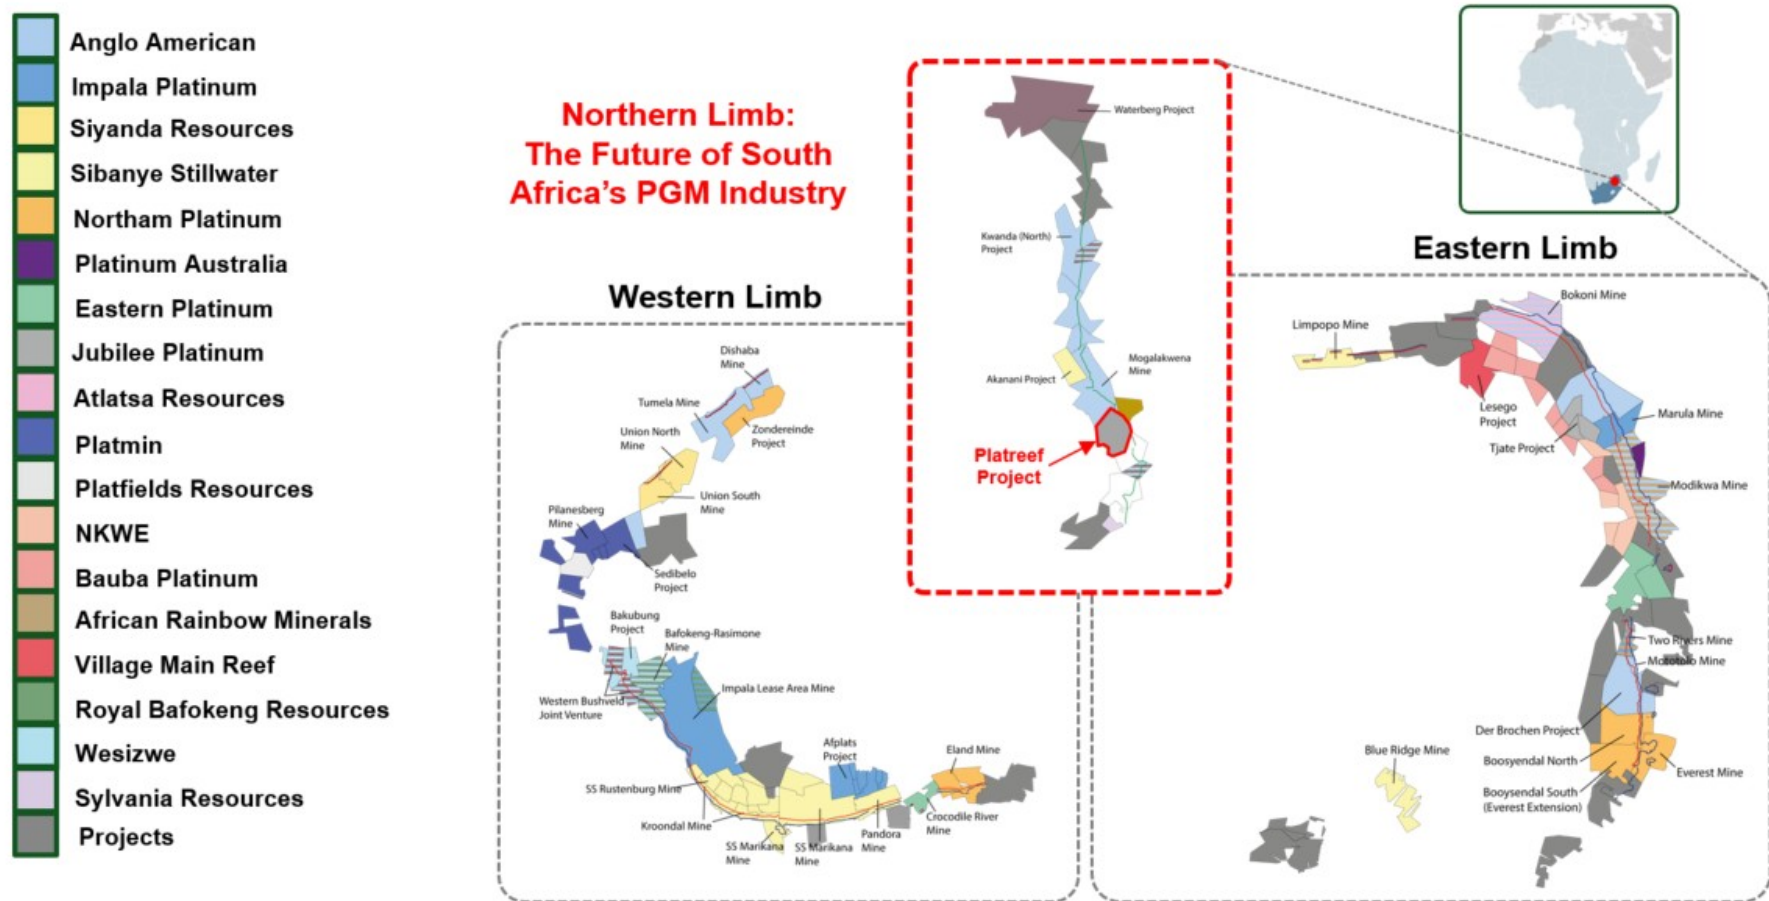 Anglo American
Impala Platinum
Siyanda Resources
Sibanye Stillwater
Northam Platinum
Platinum Australia
Eastern Platinum
Jubilee Platinum
Atlatsa Resources
Platmin
Platfields Resources
NKWE
Bauba Platinum
African Rainbow Minerals
Village Main Reef
Royal Bafokeng Resources
Wesizwe
Sylvania Resources
Projects
Northern Limb:
The Future of South
Africa's PGM Industry
Waterberg Project
Kwanda (North)
Project
Akanani Project
Mogalakwena
Mine
Platreef
Project
Western Limb
Dishaba
Mine
Tumela Mine
Zondereinde
Project
Union North
Mine
Union South
Mine
Pilanesberg
Mine
Sedibelo
Project
Bakubung
Project
Bafokeng-Rasimone
Mine
Western Bushveld
Joint Venture
Impala Lease Area Mine
Afplats
Project
Eland Mine
SS Rustenburg Mine
Kroondal Mine
SS Marikana
Mine
SS Marikana
Mine
Pandora
Mine
Crocodile River
Mine
Eastern Limb
Bokoni Mine
Limpopo Mine
Lesego
Project
Marula Mine
Tjate Project
Modikwa Mine
Two Rivers Mine
Mototolo Mine
Der Brochen Project
Boosyendal North
Everest Mine
Booysendal South
(Everest Extension)
Blue Ridge Mine